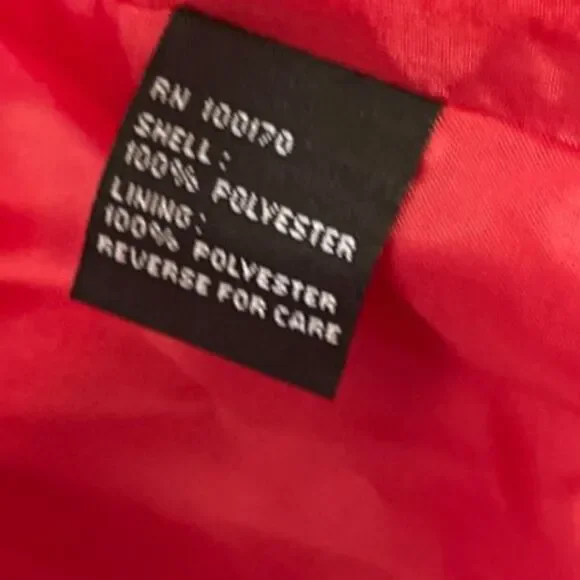 RN 100170
SHELL:
100% POLYESTER
LINING:
100% POLYESTER
REVERSE FOR CARE